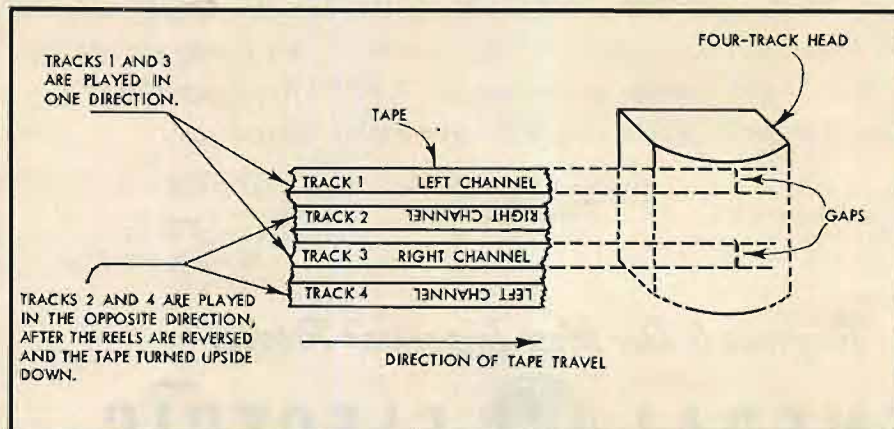 TRACKS 1 AND 3
ARE PLAYED IN
ONE DIRECTION.
TAPE
FOUR-TRACK HEAD
TRACK 1 LEFT CHANNEL
TRACK 2 RIGHT CHANNEL
TRACK 3 RIGHT CHANNEL
TRACK 4 LEFT CHANNEL
GAPS
TRACKS 2 AND 4 ARE PLAYED
IN THE OPPOSITE DIRECTION,
AFTER THE REELS ARE REVERSED
AND THE TAPE TURNED UPSIDE
DOWN.
DIRECTION OF TAPE TRAVEL